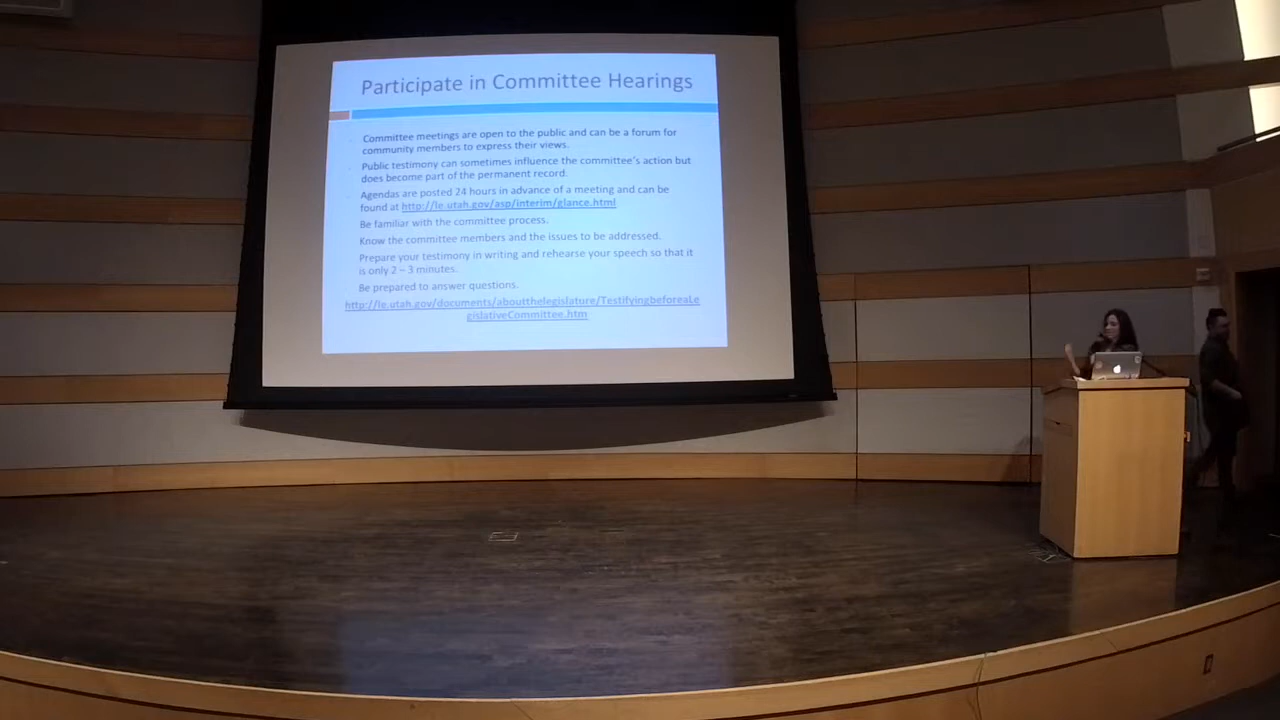 Participate in Committee Hearings
Committee meetings are open to the public and can be a forum for
community members to express their views.
Public testimony can sometimes influence the committee's action but
does become part of the permanent record.
Agendas are posted 24 hours in advance of a meeting and can be
found at http://le.utah.gov/asp/interim/glance.html
Be familiar with the committee process.
Know the committee members and the issues to be addressed.
Prepare your testimony in writing and rehearse your speech so that it
is only 2 – 3 minutes.
Be prepared to answer questions.
http://le.utah.gov/documents/aboutthelegislature/TestifyingbeforeaLe
gislativeCommittee.htm